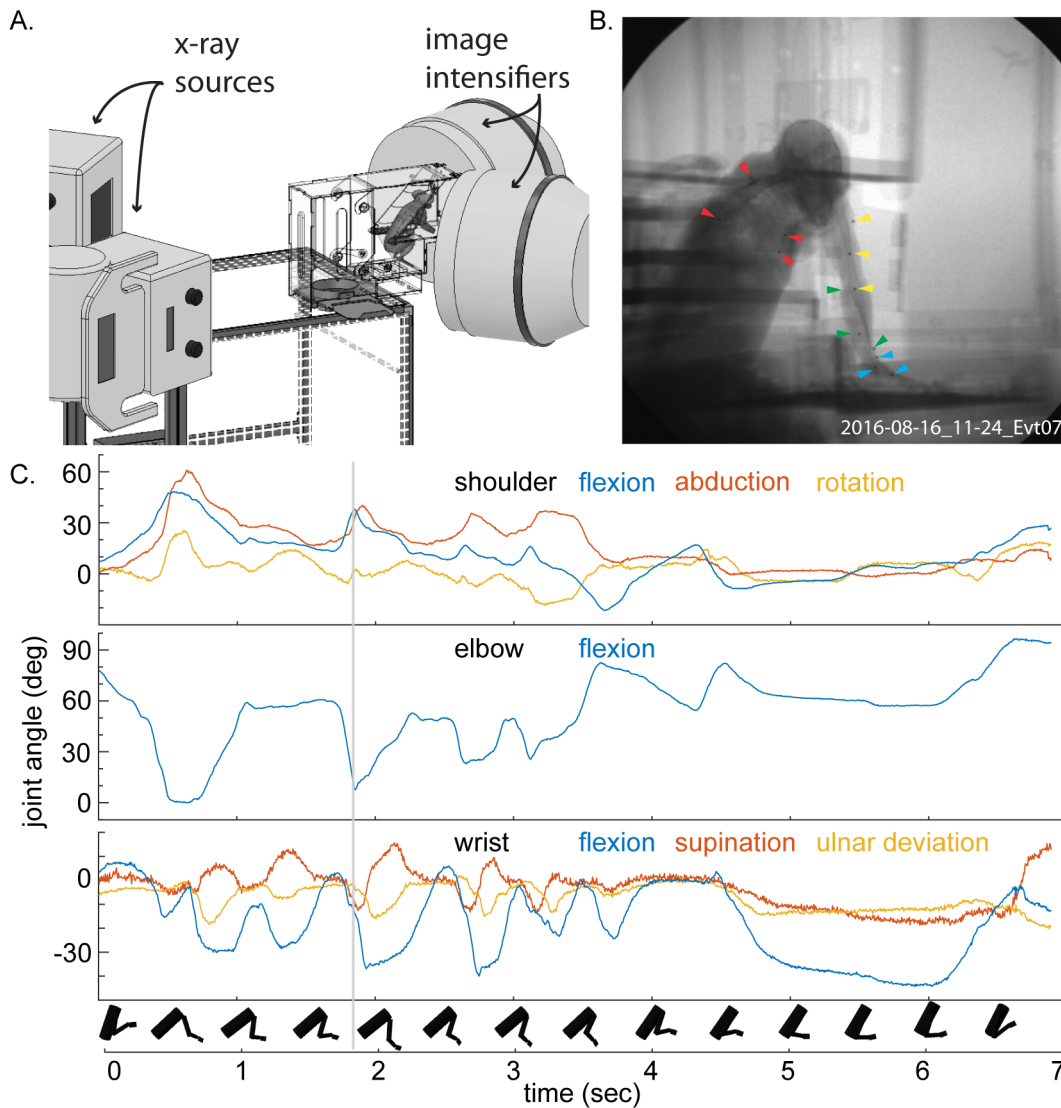 A.
x-ray
sources
image
intensifiers
B.
2016-08-16_11-24_Evt07
C.
joint angle (deg)
60
30
0
shoulder flexion abduction rotation
90
60
30
0
elbow flexion
0
-30
wrist flexion supination ulnar deviation
0 1 2 3 4 5 6 7
time (sec)